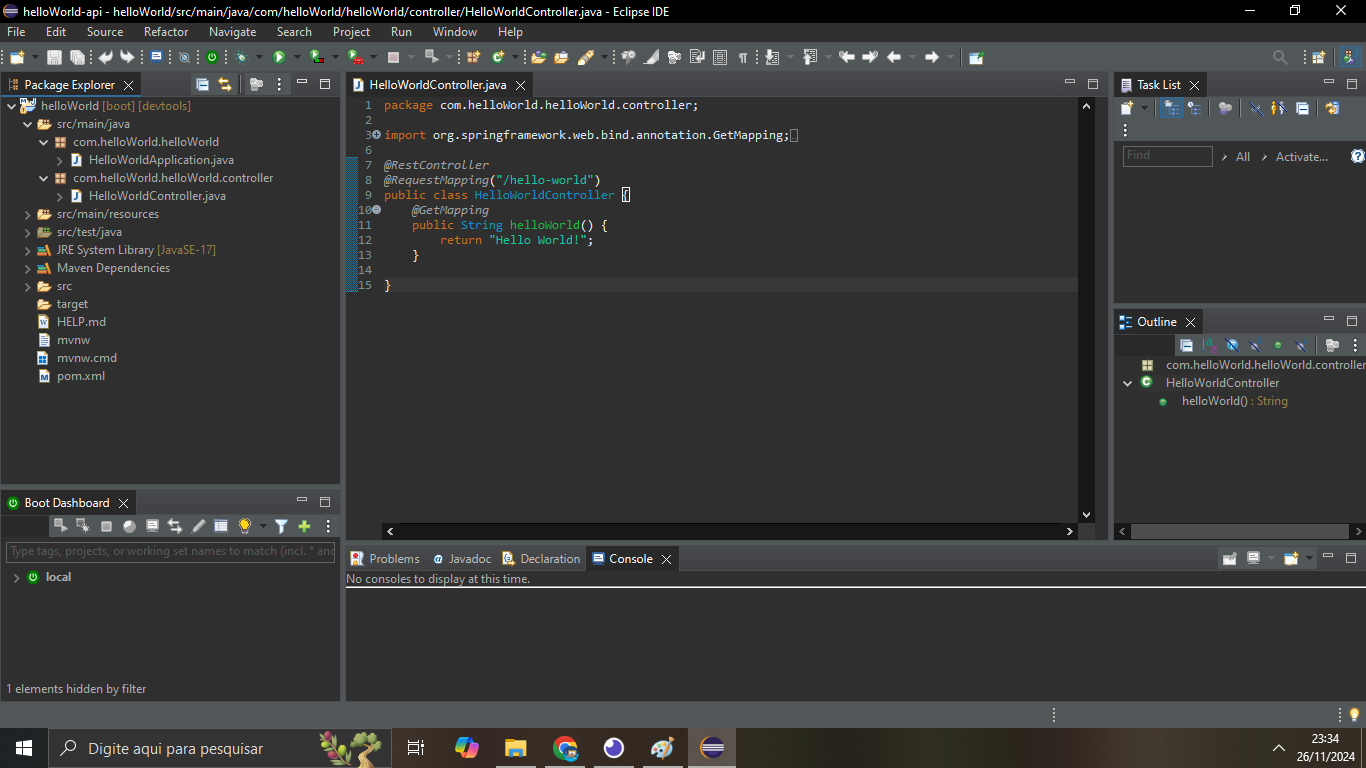 helloWorld-api - helloWorld/src/main/java/com/helloWorld/helloWorld/controller/HelloWorldController.java - Eclipse IDE
File Edit Source Refactor Navigate Search Project Run Window Help
Package Explorer
helloWorld [boot] [devtools]
src/main/java
com.helloWorld.helloWorld
HelloWorldApplication.java
com.helloWorld.helloWorld.controller
HelloWorldController.java
src/main/resources
src/test/java
JRE System Library [JavaSE-17]
Maven Dependencies
src
target
HELP.md
mvnw
mvnw.cmd
pom.xml
Boot Dashboard
Type tags, projects, or working set names to match (incl. * and
local
1 elements hidden by filter
HelloWorldController.java
1 package com.helloWorld.helloWorld.controller;
2
3 import org.springframework.web.bind.annotation.GetMapping;
6
7 @RestController
8 @RequestMapping("/hello-world")
9 public class HelloWorldController {
10 @GetMapping
11 public String helloWorld() {
12 return "Hello World!";
13 }
14
15 }
Problems @ Javadoc Declaration Console
No consoles to display at this time.
Task List
Find All Activate...
Outline
com.helloWorld.helloWorld.controller
HelloWorldController
helloWorld() : String
Digite aqui para pesquisar
23:34
26/11/2024